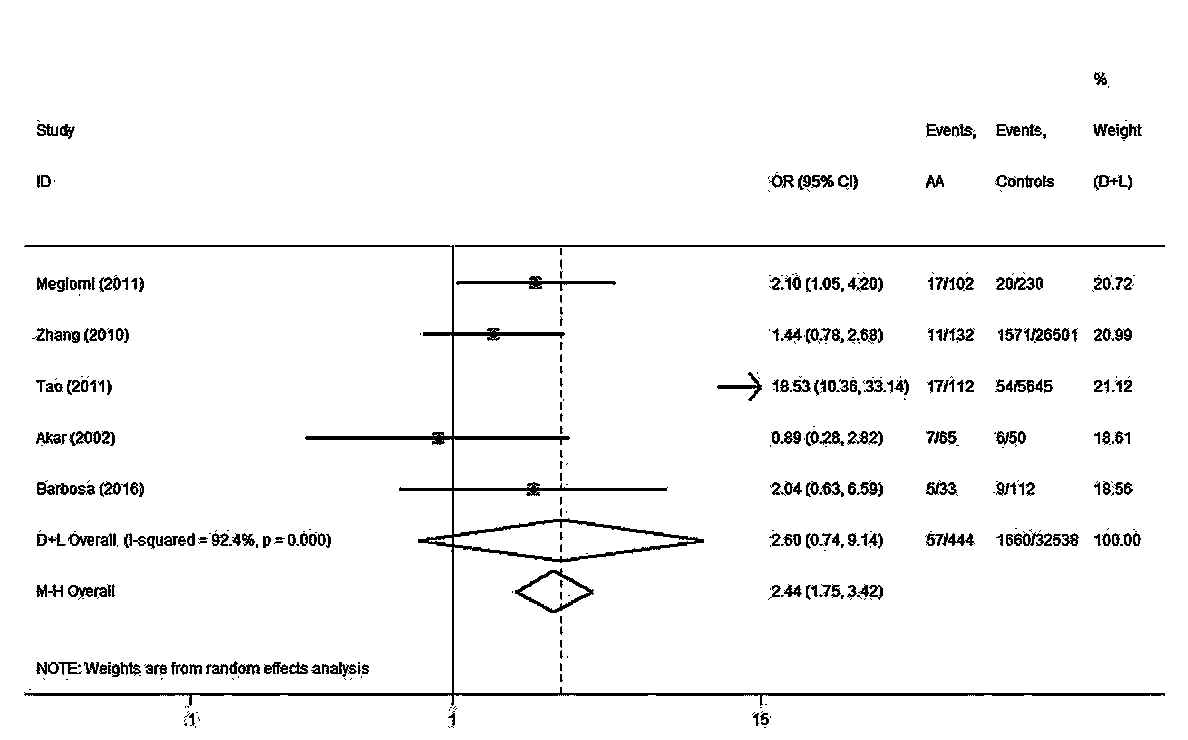 %
Study Events, Events, Weight
ID OR (95% CI) AA Controls (D+L)
Megiorni (2011) 2.10 (1.05, 4.20) 17/102 20/230 20.72
Zhang (2010) 1.44 (0.78, 2.68) 11/132 1571/26501 20.99
Tao (2011) 18.53 (10.36, 33.14) 17/112 54/5645 21.12
Akar (2002) 0.89 (0.28, 2.82) 7/65 6/50 18.61
Barbosa (2016) 2.04 (0.63, 6.59) 5/33 9/112 18.56
D+L Overall (I-squared = 92.4%, p = 0.000) 2.60 (0.74, 9.14) 57/444 1660/32538 100.00
M-H Overall 2.44 (1.75, 3.42)
NOTE: Weights are from random effects analysis
.1 1 15